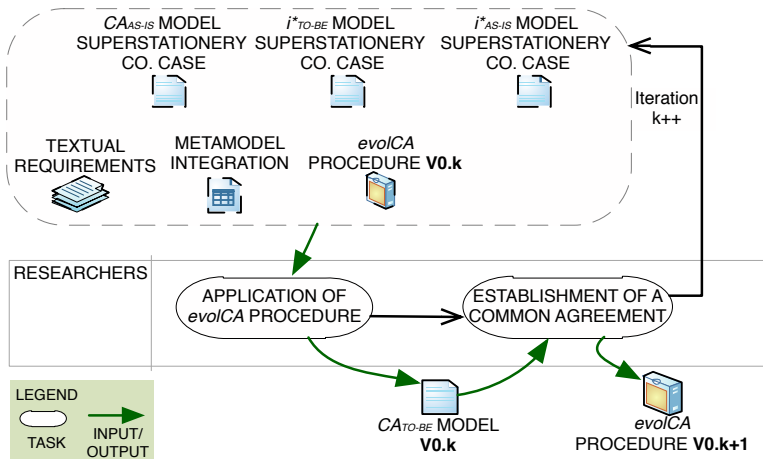 CAAS-IS MODEL
SUPERSTATIONERY
CO. CASE
i*TO-BE MODEL
SUPERSTATIONERY
CO. CASE
i*AS-IS MODEL
SUPERSTATIONERY
CO. CASE
Iteration
k++
TEXTUAL
REQUIREMENTS
METAMODEL
INTEGRATION
evolCA
PROCEDURE V0.k
RESEARCHERS
APPLICATION OF
evolCA PROCEDURE
ESTABLISHMENT OF A
COMMON AGREEMENT
LEGEND
TASK
INPUT/
OUTPUT
CATO-BE MODEL
V0.k
evolCA
PROCEDURE V0.k+1